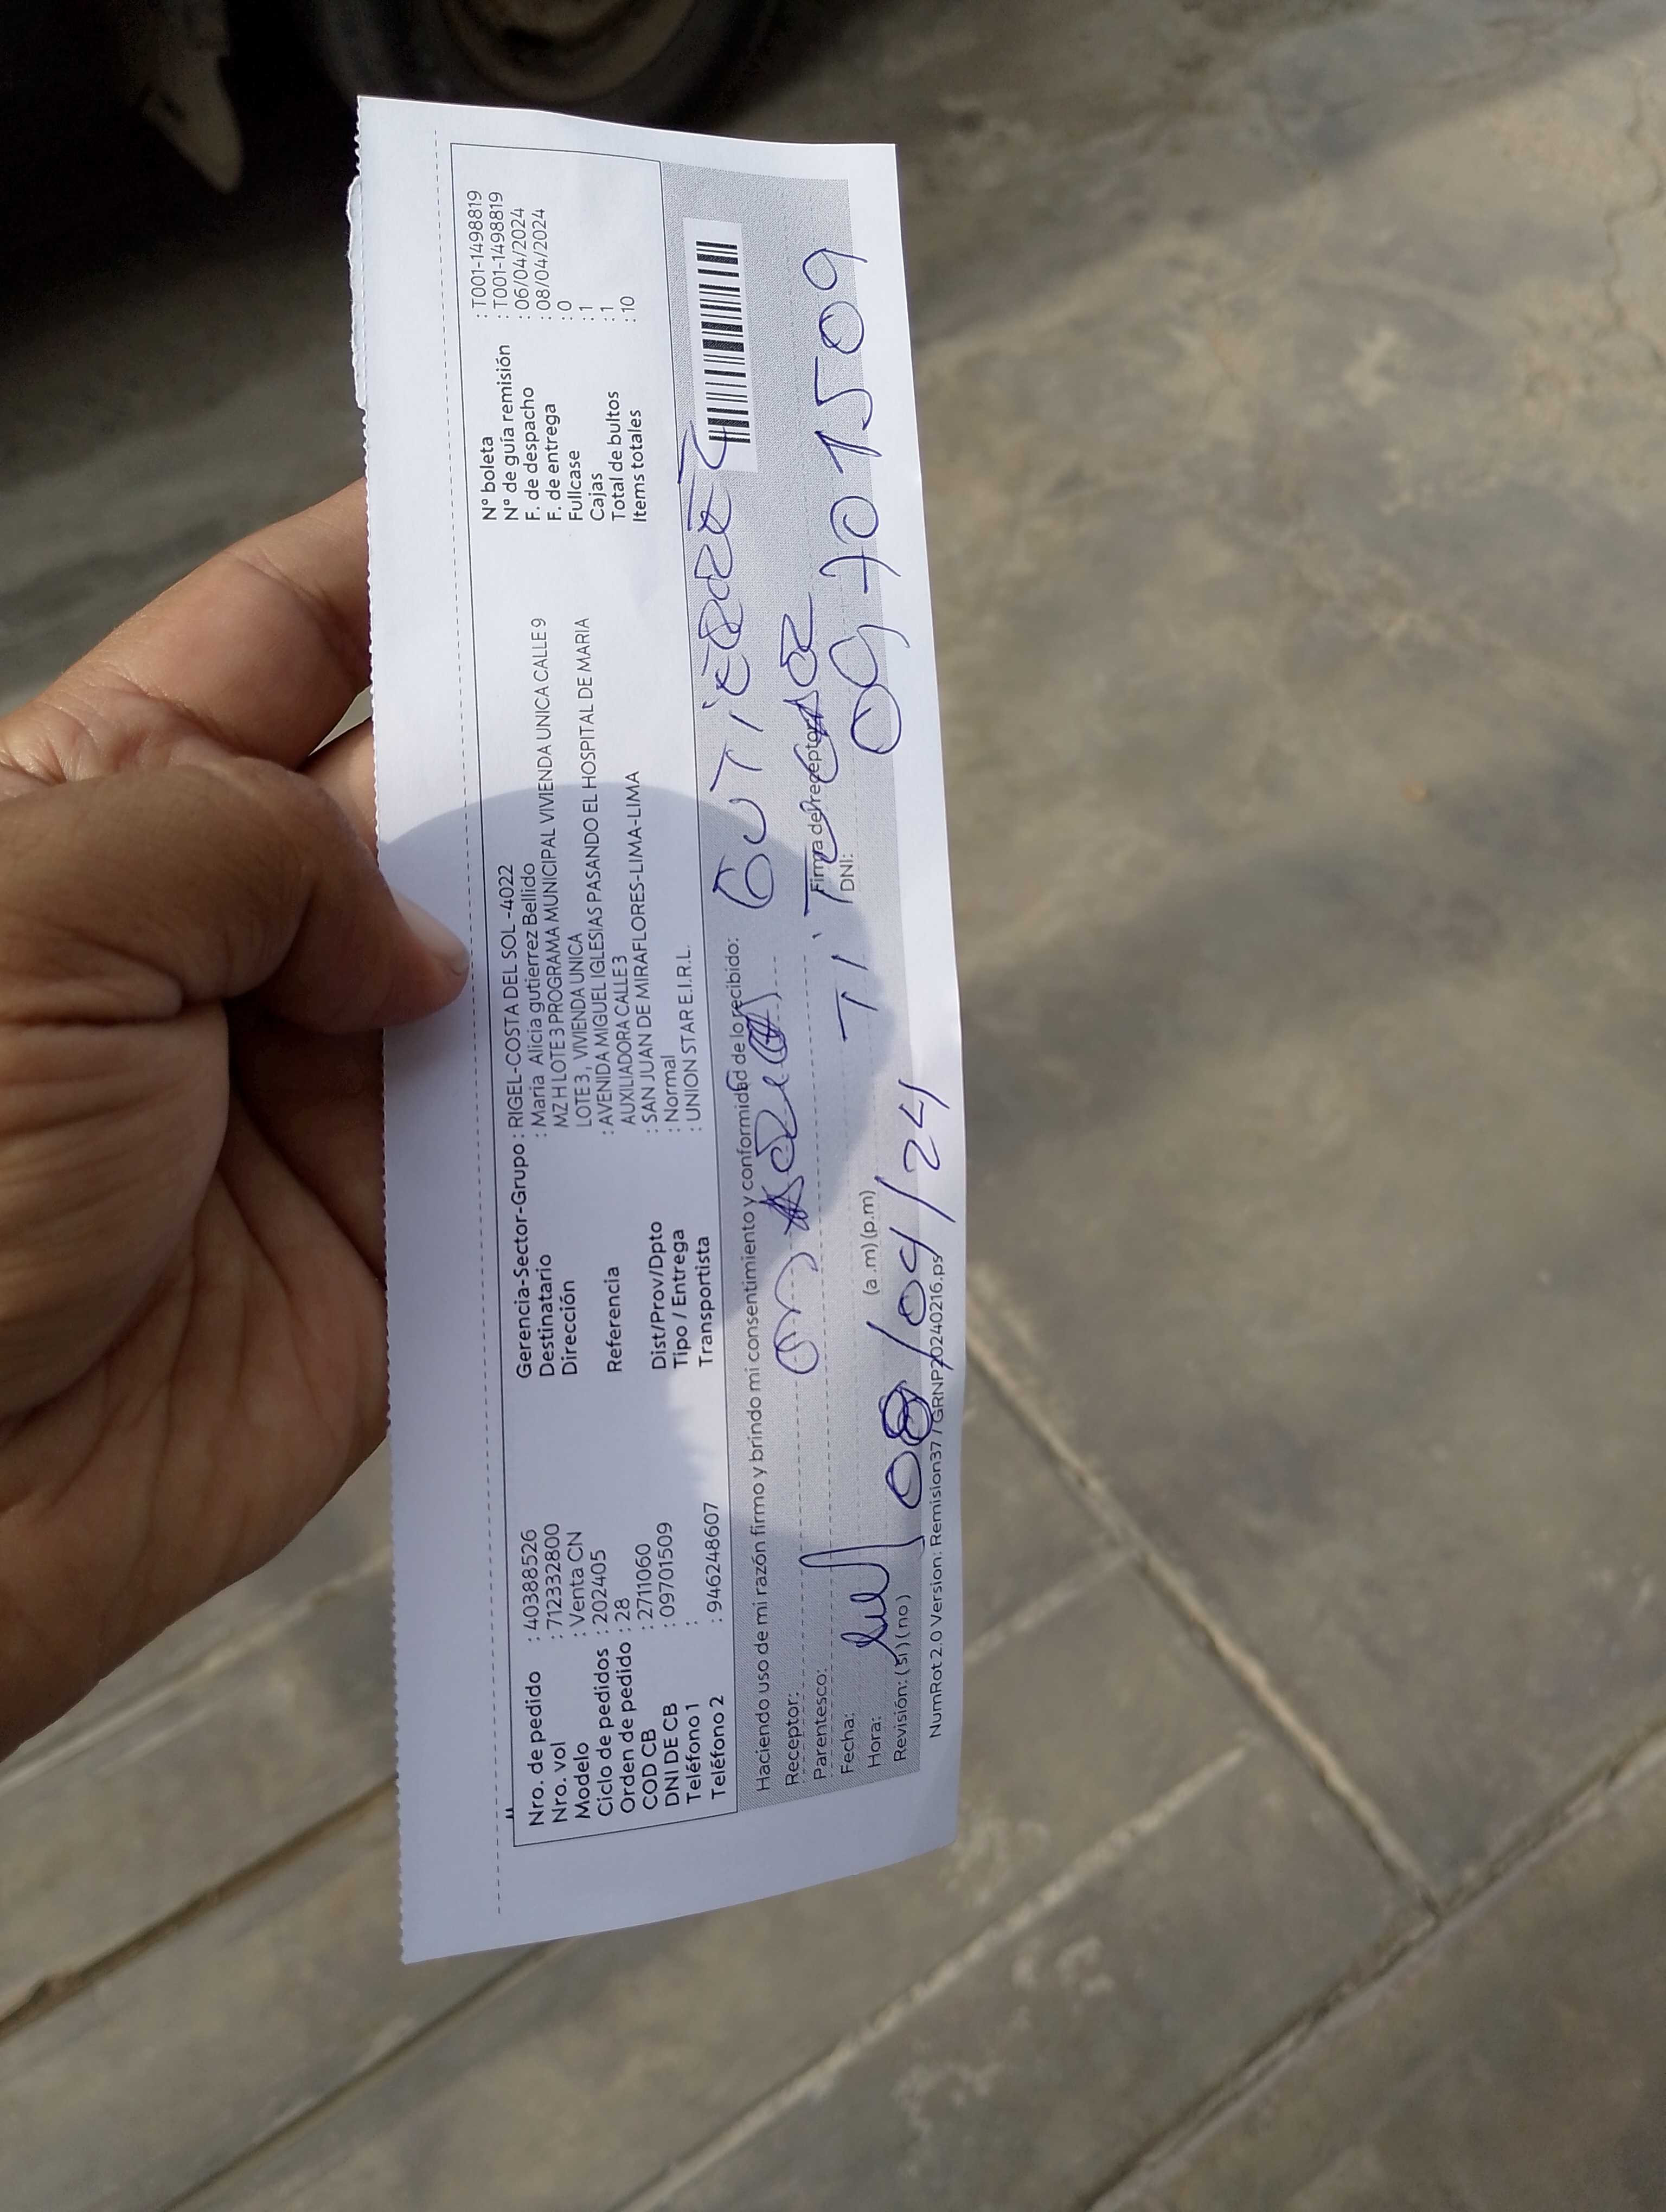 Nro. de pedido : 40388526
Nro. vol : 712332800
Modelo : Venta CN
Ciclo de pedidos : 202405
Orden de pedido : 28
COD CB : 2711060
DNI DE CB : 09701509
Teléfono 1 :
Teléfono 2 : 946248607
Gerencia-Sector-Grupo : RIGEL-COSTA DEL SOL -4022
Destinatario : Maria Alicia gutierrez Bellido
Dirección MZ H LOTE 3 PROGRAMA MUNICIPAL VIVIENDA UNICA CALLE 9
LOTE 3, VIVIENDA UNICA
Referencia : AVENIDA MIGUEL IGLESIAS PASANDO EL HOSPITAL DE MARIA
AUXILIADORA CALLE 3
Dist/Prov/Dpto : SAN JUAN DE MIRAFLORES-LIMA-LIMA
Tipo / Entrega : Normal
Transportista : UNION STAR E.I.R.L.
N° boleta : T001-1498819
N° de guía remisión : T001-1498819
F. de despacho : 06/04/2024
F. de entrega : 08/04/2024
Fullcase : 0
Cajas : 1
Total de bultos : 1
Items totales : 10
Haciendo uso de mi razón firmo y brindo mi consentimiento y conformidad de lo recibido:
Receptor: GUTIERREZ
Parentesco: TITULAR
Firma del receptor
Fecha: 08/04/24
DNI: 09701509
Hora: (a.m) (p.m)
Revisión: (si) (no)
NumRot 2.0 Version: Remision37 / GRNP20240216.ps